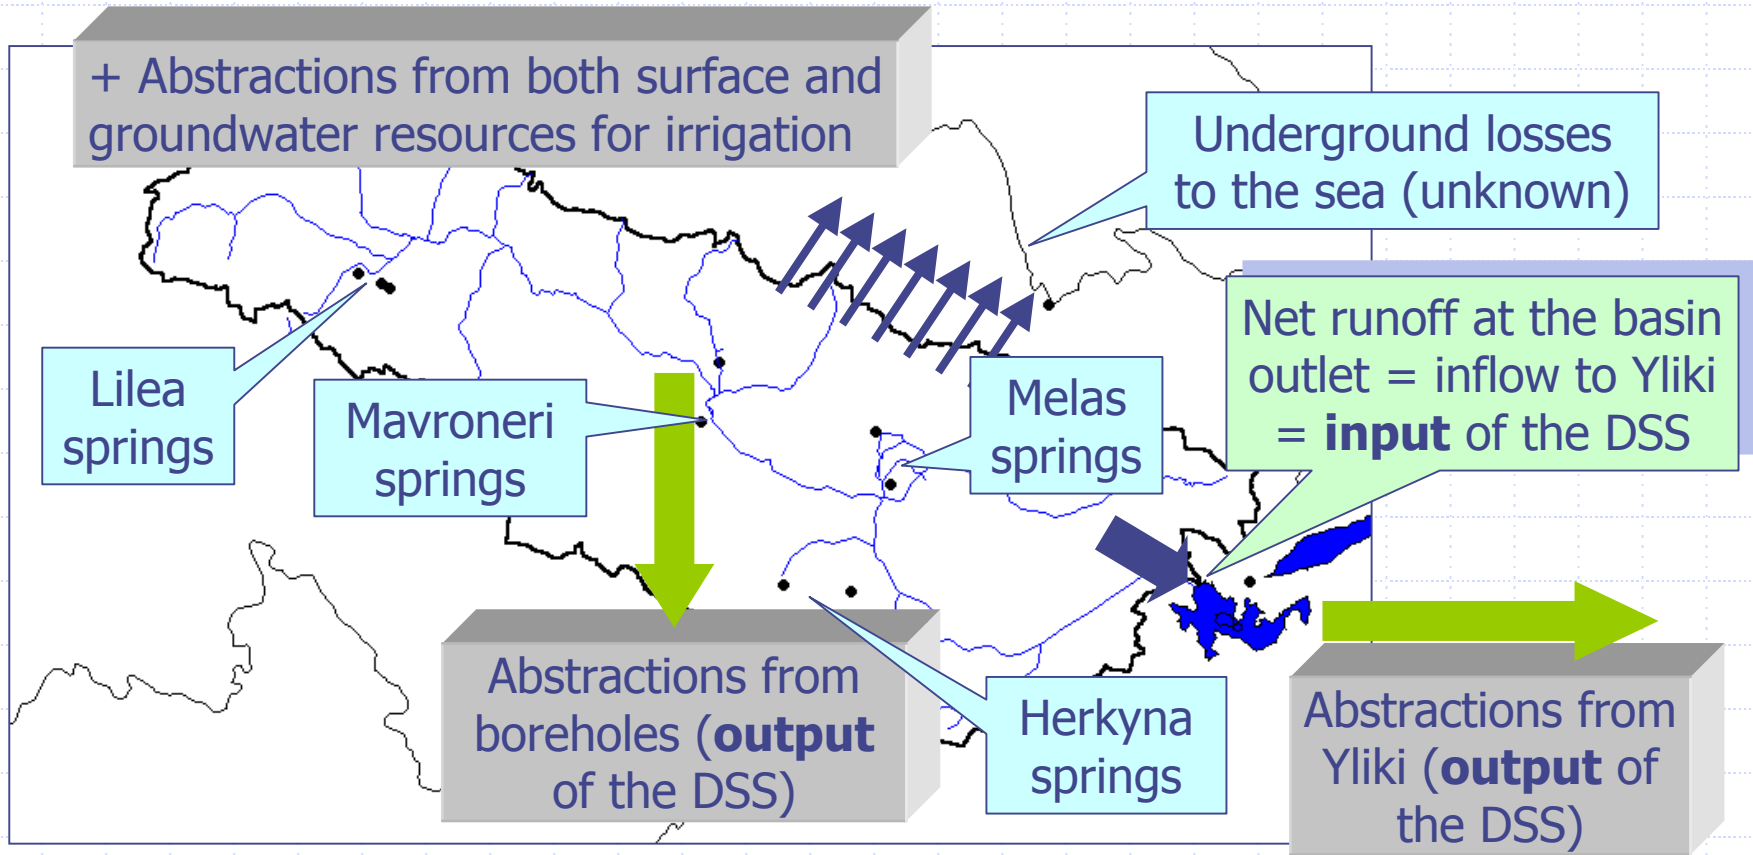 + Abstractions from both surface and
groundwater resources for irrigation
Underground losses
to the sea (unknown)
Net runoff at the basin
outlet = inflow to Yliki
= input of the DSS
Lilea
springs
Mavroneri
springs
Melas
springs
Abstractions from
boreholes (output
of the DSS)
Herkyna
springs
Abstractions from
Yliki (output of
the DSS)